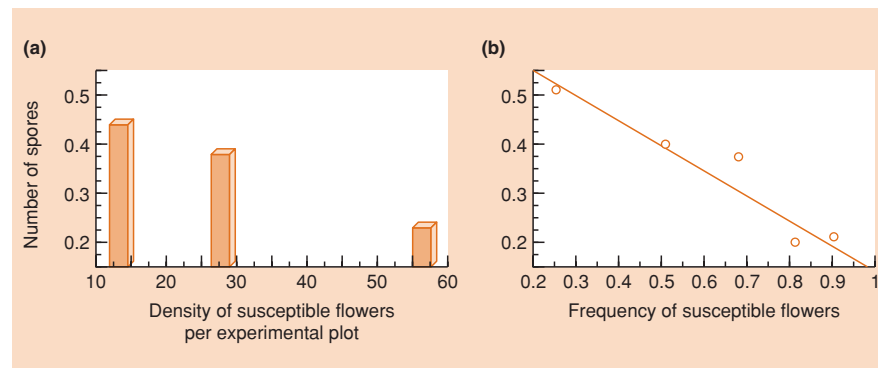 (a)
(b)
Number of spores
0.5
0.4
0.3
0.2
10 20 30 40 50 60
Density of susceptible flowers
per experimental plot
0.5
0.4
0.3
0.2
0.2 0.3 0.4 0.5 0.6 0.7 0.8 0.9 1
Frequency of susceptible flowers